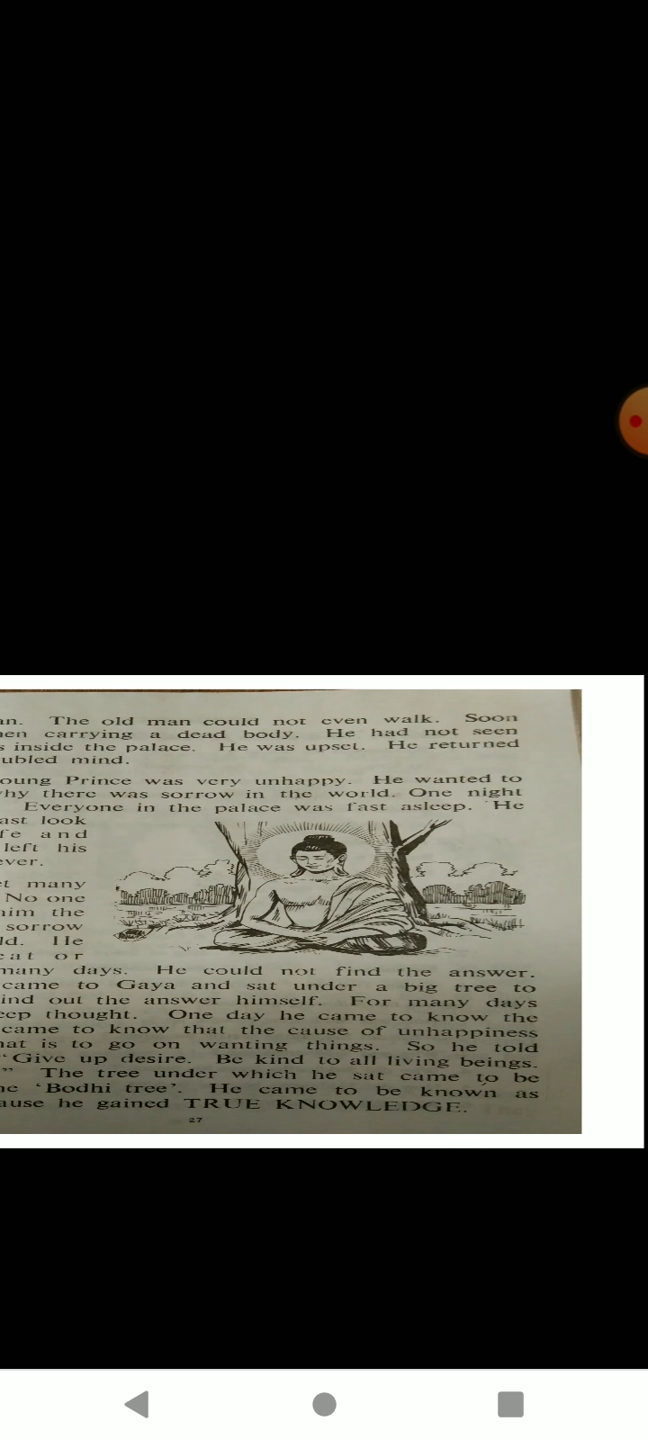 an. The old man could not even walk. Soon
en carrying a dead body. He had not seen
s inside the palace. He was upset. He returned
ubled mind.
oung Prince was very unhappy. He wanted to
hy there was sorrow in the world. One night
Everyone in the palace was fast asleep. He
ast look
fe and
left his
ever.
et many
No one
him the
sorrow
ld. He
eat or
many days. He could not find the answer.
came to Gaya and sat under a big tree to
ind out the answer himself. For many days
eep thought. One day he came to know the
came to know that the cause of unhappiness
hat is to go on wanting things. So he told
"Give up desire. Be kind to all living beings.
" The tree under which he sat came to be
he 'Bodhi tree'. He came to be known as
ause he gained TRUE KNOWLEDGE.
27